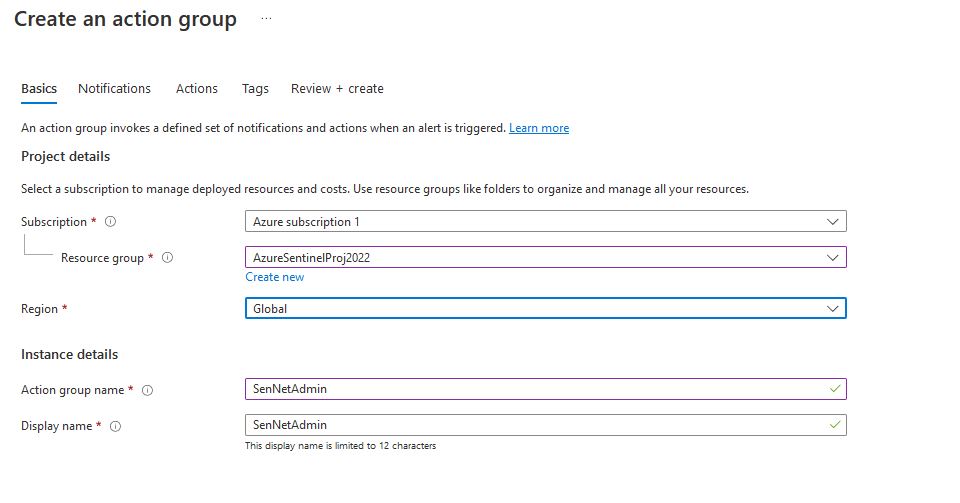 Create an action group ...
Basics Notifications Actions Tags Review + create
An action group invokes a defined set of notifications and actions when an alert is triggered. Learn more
Project details
Select a subscription to manage deployed resources and costs. Use resource groups like folders to organize and manage all your resources.
Subscription * Azure subscription 1
Resource group * AzureSentinelProj2022
Create new
Region * Global
Instance details
Action group name * SenNetAdmin
Display name * SenNetAdmin
This display name is limited to 12 characters